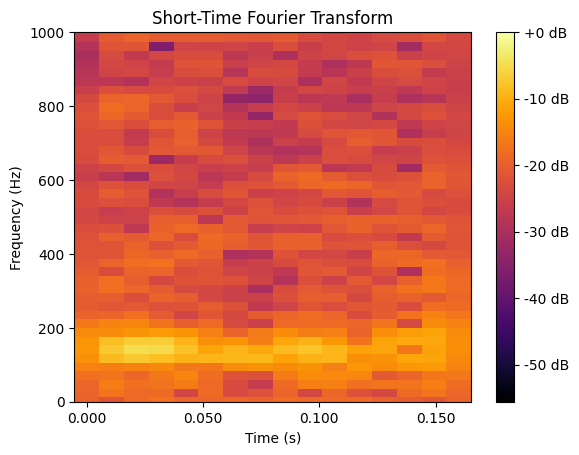 Short-Time Fourier Transform
1000
800
600
400
200
0
Frequency (Hz)
0.000
0.050
0.100
0.150
Time (s)
+0 dB
-10 dB
-20 dB
-30 dB
-40 dB
-50 dB